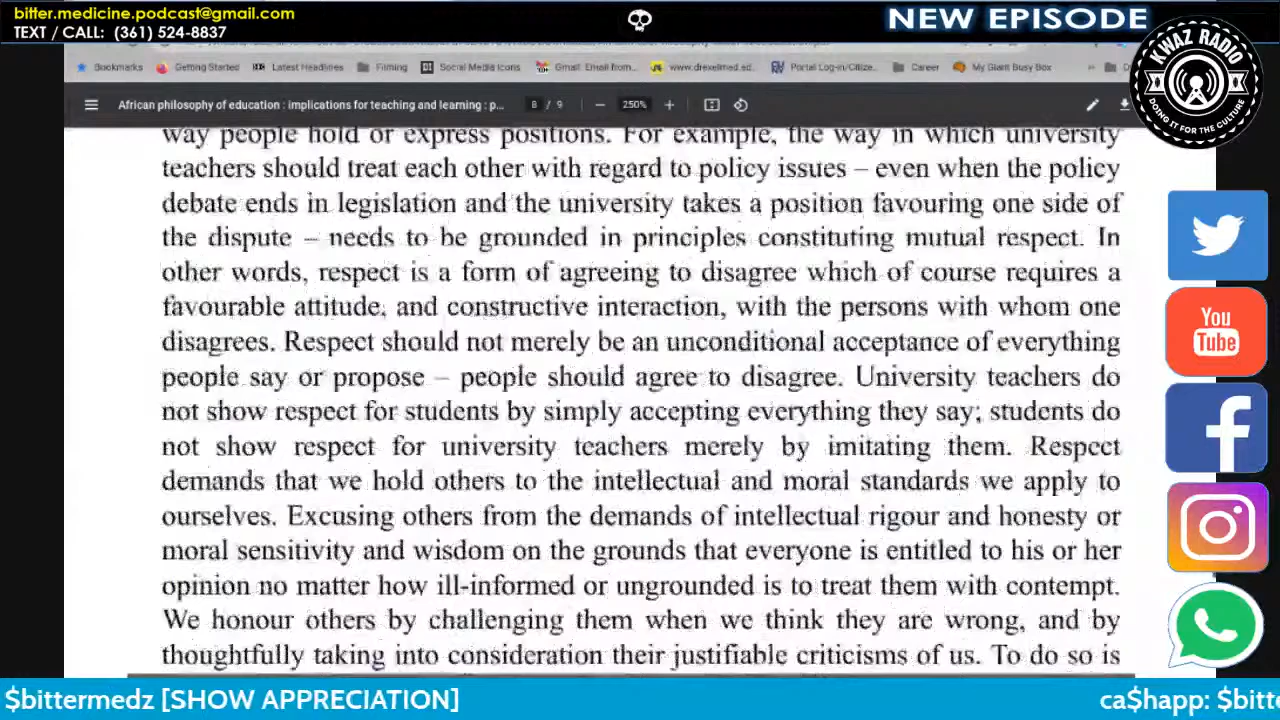 bitter.medicine.podcast@gmail.com
TEXT / CALL: (361) 524-8837
NEW EPISODE
KWAZ RADIO
DOING IT FOR THE CULTURE
Bookmarks
Getting Started
Latest Headlines
Filming
Social Media Icons
Gmail: Email from...
www.drexelmed.ed...
Portal Log-in/Citize...
Career
My Giant Busy Box
African philosophy of education : implications for teaching and learning : p...
8 / 9
250%
way people hold or express positions. For example, the way in which university
teachers should treat each other with regard to policy issues – even when the policy
debate ends in legislation and the university takes a position favouring one side of
the dispute – needs to be grounded in principles constituting mutual respect. In
other words, respect is a form of agreeing to disagree which of course requires a
favourable attitude, and constructive interaction, with the persons with whom one
disagrees. Respect should not merely be an unconditional acceptance of everything
people say or propose – people should agree to disagree. University teachers do
not show respect for students by simply accepting everything they say; students do
not show respect for university teachers merely by imitating them. Respect
demands that we hold others to the intellectual and moral standards we apply to
ourselves. Excusing others from the demands of intellectual rigour and honesty or
moral sensitivity and wisdom on the grounds that everyone is entitled to his or her
opinion no matter how ill-informed or ungrounded is to treat them with contempt.
We honour others by challenging them when we think they are wrong, and by
thoughtfully taking into consideration their justifiable criticisms of us. To do so is
You
Tube
$bittermedz [SHOW APPRECIATION]
ca$happ: $bitte